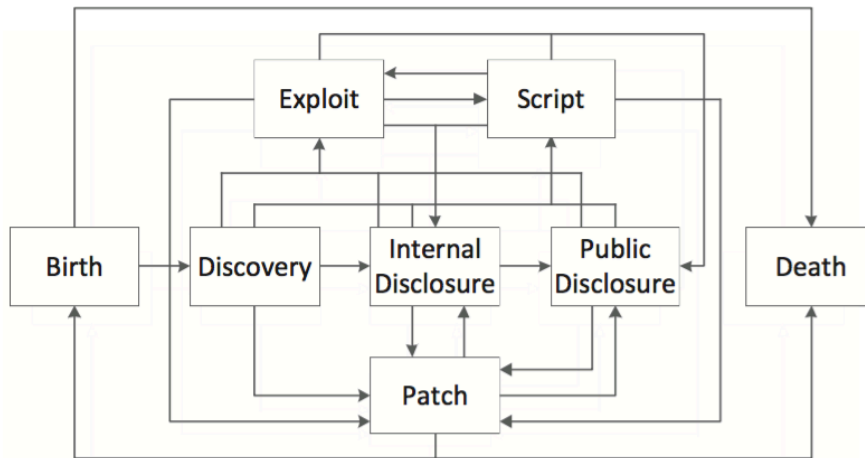 Exploit
Script
Birth
Discovery
Internal
Disclosure
Public
Disclosure
Death
Patch